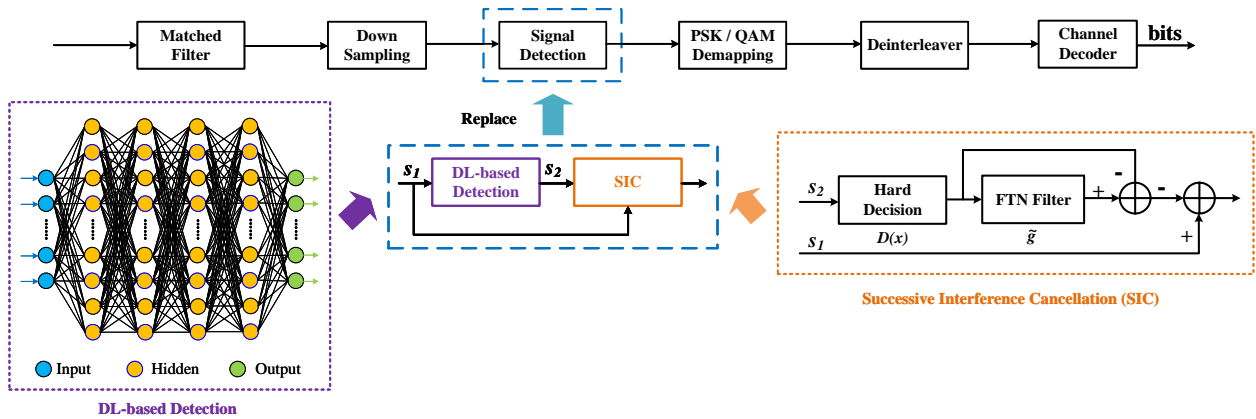 Matched
Filter
Down
Sampling
Signal
Detection
PSK / QAM
Demapping
Deinterleaver
Channel
Decoder
bits
Replace
s1
DL-based
Detection
s2
SIC
s2
Hard
Decision
D(x)
FTN Filter
g̃
+
-
-
s1
+
Input
Hidden
Output
DL-based Detection
Successive Interference Cancellation (SIC)